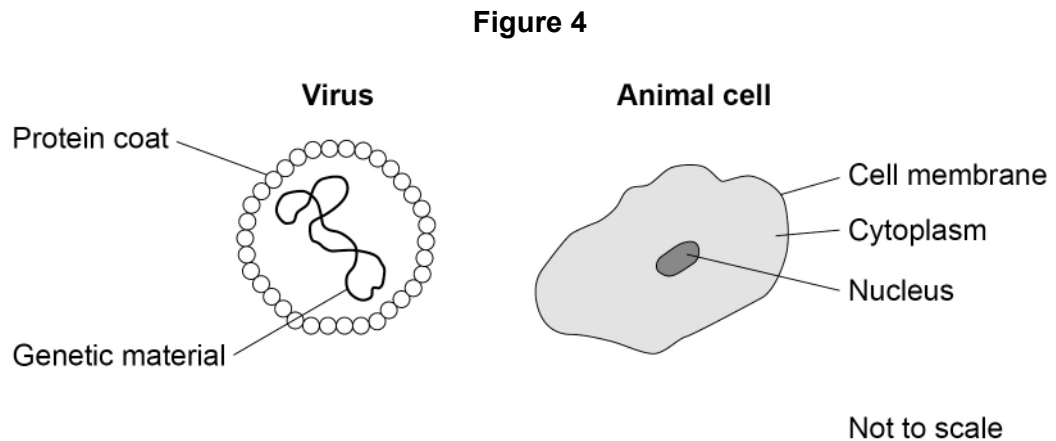 Figure 4
Virus
Animal cell
Protein coat
Genetic material
Cell membrane
Cytoplasm
Nucleus
Not to scale